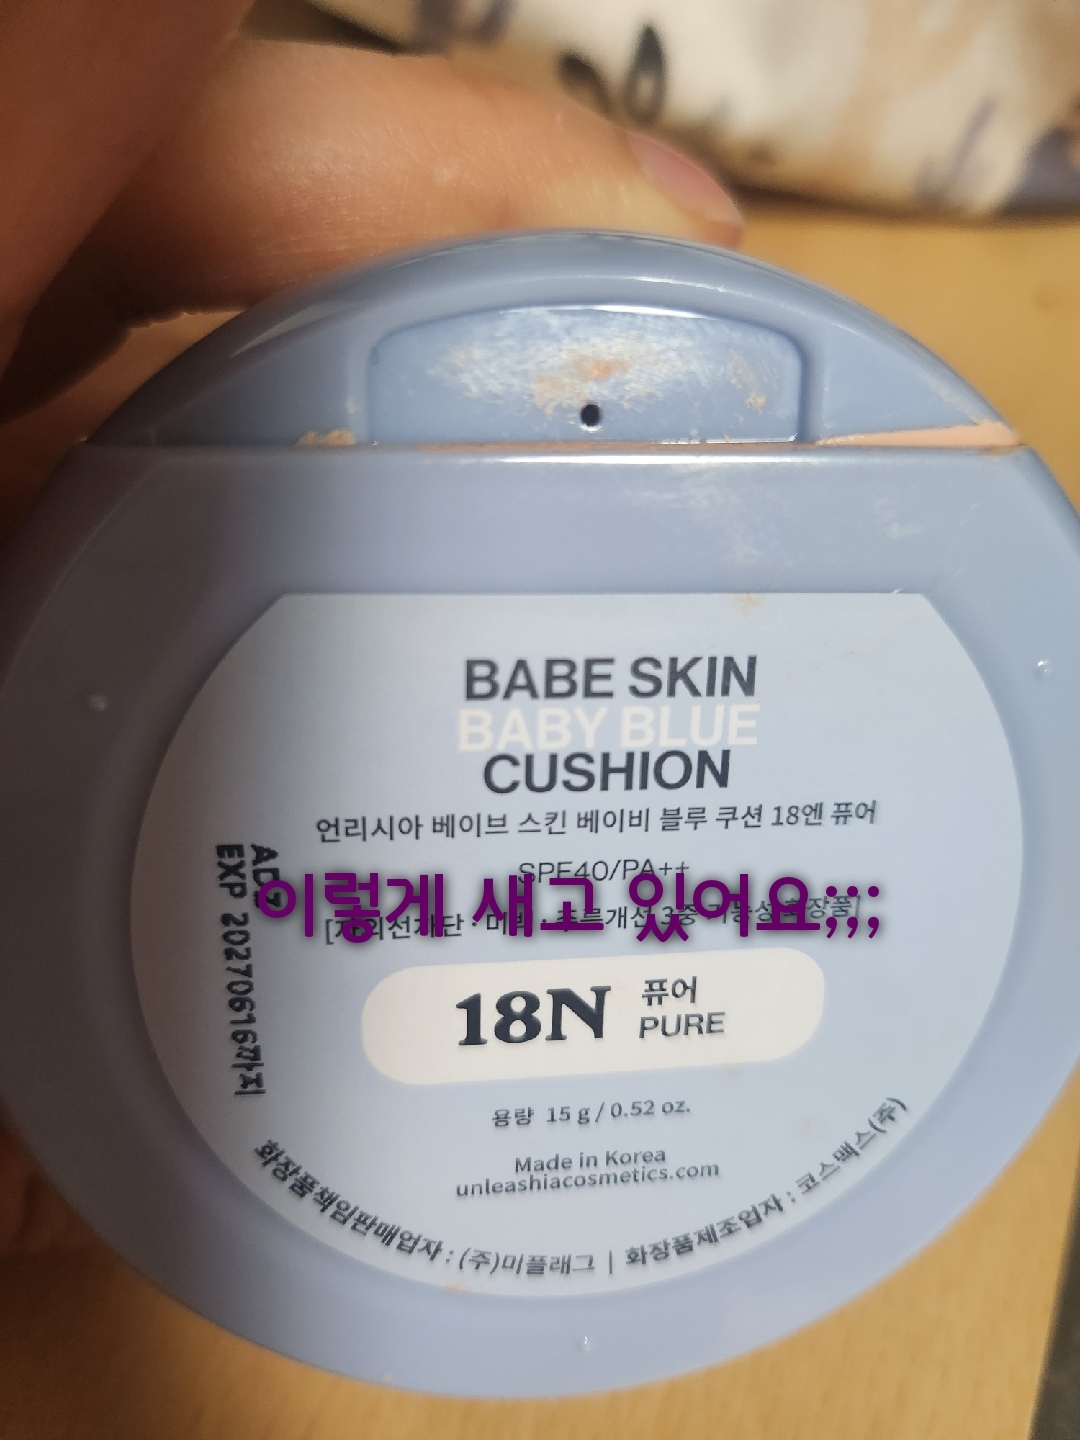 BABE SKIN
BABY BLUE
CUSHION
언리시아 베이브 스킨 베이비 블루 쿠션 18엔 퓨어
SPF40/PA++
이렇게 새고 있어요;;;
18N 퓨어
PURE
용량 15 g / 0.52 oz.
Made in Korea
unleashiacosmetics.com
화장품책임판매업자 : (주)미플래그 | 화장품제조업자 : 코스맥스(주)
EXP 20270616까지